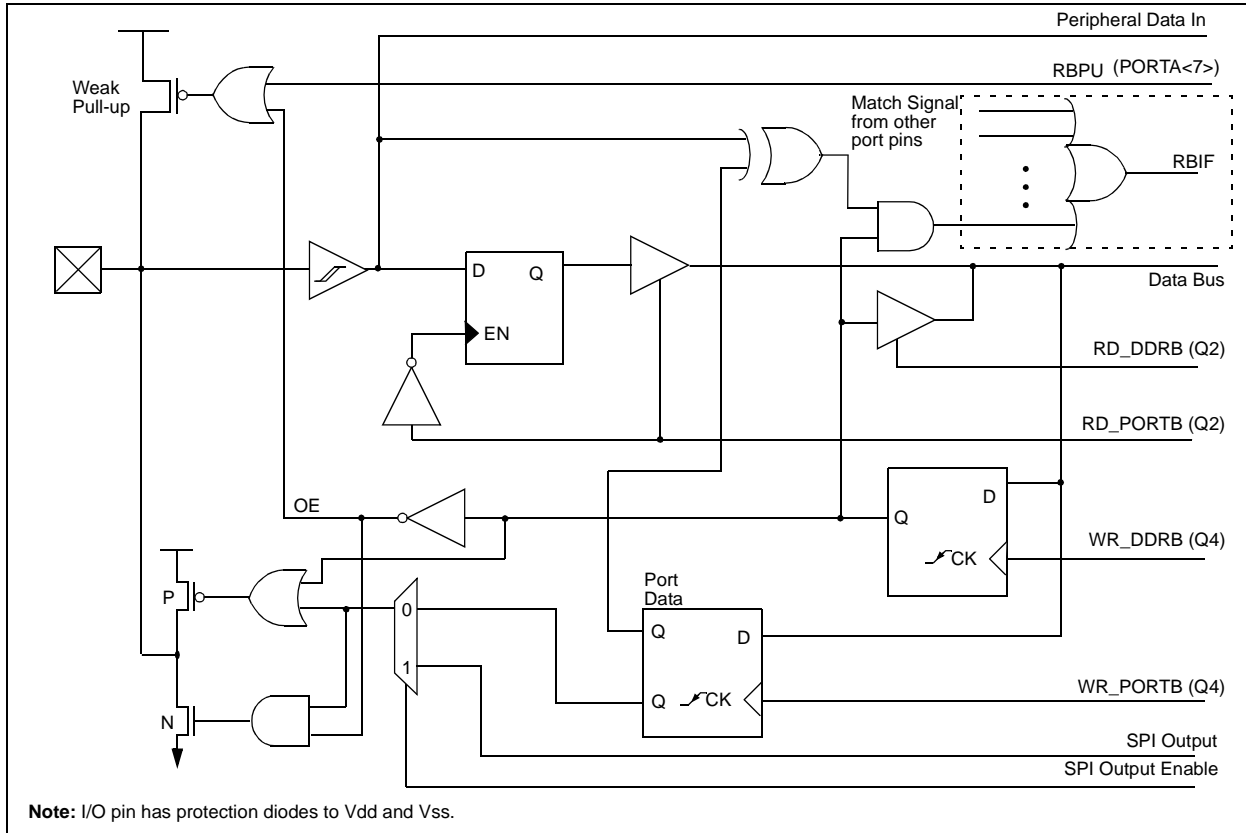 Peripheral Data In
RBPU (PORTA<7>)
Weak
Pull-up
Match Signal
from other
port pins
RBIF
D
Q
EN
Data Bus
RD_DDRB (Q2)
RD_PORTB (Q2)
OE
D
Q
CK
WR_DDRB (Q4)
P
Port
Data
0
1
Q
D
Q
CK
WR_PORTB (Q4)
N
SPI Output
SPI Output Enable
Note: I/O pin has protection diodes to Vdd and Vss.